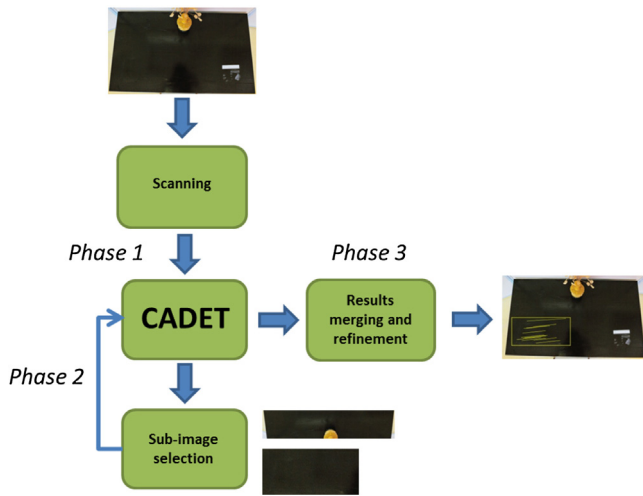 Scanning
Phase 1
Phase 3
CADET
Results
merging and
refinement
Phase 2
Sub-image
selection